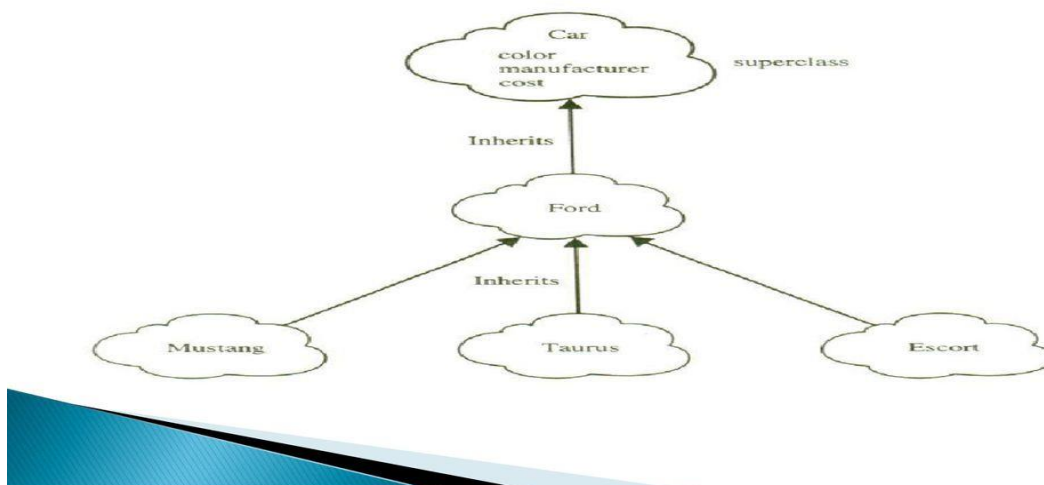 Car
color
manufacturer
cost
superclass
Inherits
Ford
Inherits
Mustang
Taurus
Escort